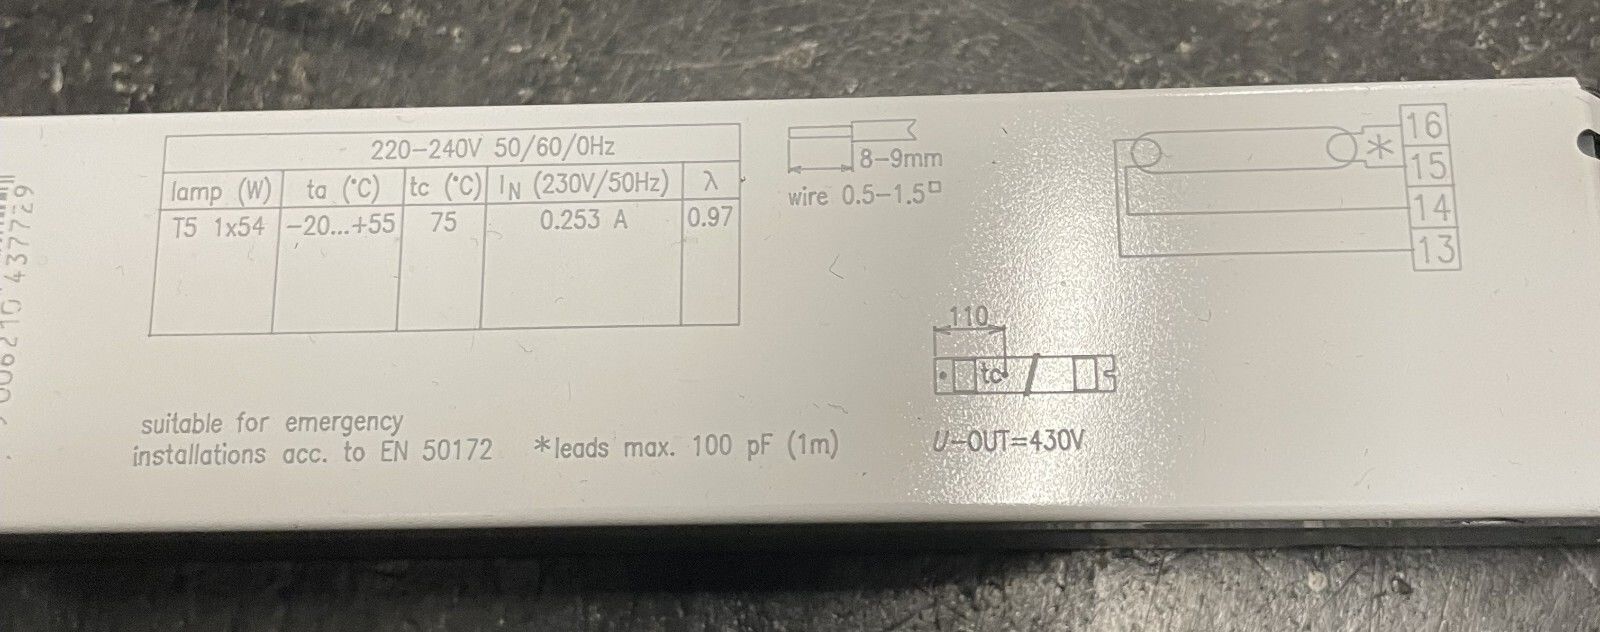 220-240V 50/60/0Hz
lamp (W) ta (°C) tc (°C) IN (230V/50Hz) λ
T5 1x54 -20...+55 75 0.253 A 0.97
8-9mm
wire 0.5-1.5□
*
16
15
14
13
110
tc
U-OUT=430V
suitable for emergency
installations acc. to EN 50172
*leads max. 100 pF (1m)
006210 437729